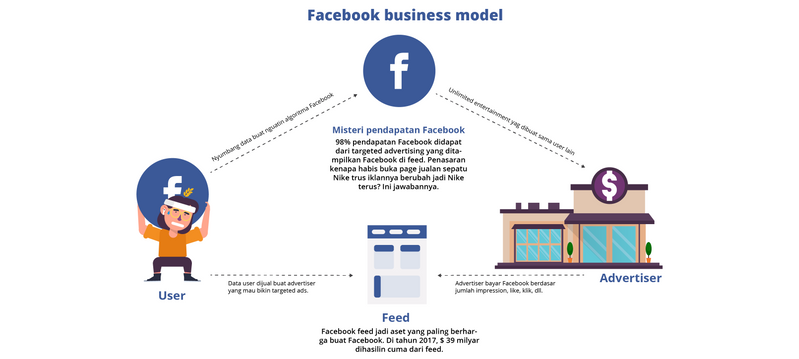 Facebook business model
f
Nyumbang data buat nguatin algoritma Facebook
Unlimited entertainment yag dibuat sama user lain
Misteri pendapatan Facebook
98% pendapatan Facebook didapat
dari targeted advertising yang dita-
mpilkan Facebook di feed. Penasaran
kenapa habis buka page jualan sepatu
Nike trus iklannya berubah jadi Nike
terus? Ini jawabannya.
f
$
Data user dijual buat advertiser
yang mau bikin targeted ads.
Advertiser bayar Facebook berdasar
jumlah impression, like, klik, dll.
User
Advertiser
Feed
Facebook feed jadi aset yang paling berhar-
ga buat Facebook. Di tahun 2017, $ 39 milyar
dihasilin cuma dari feed.